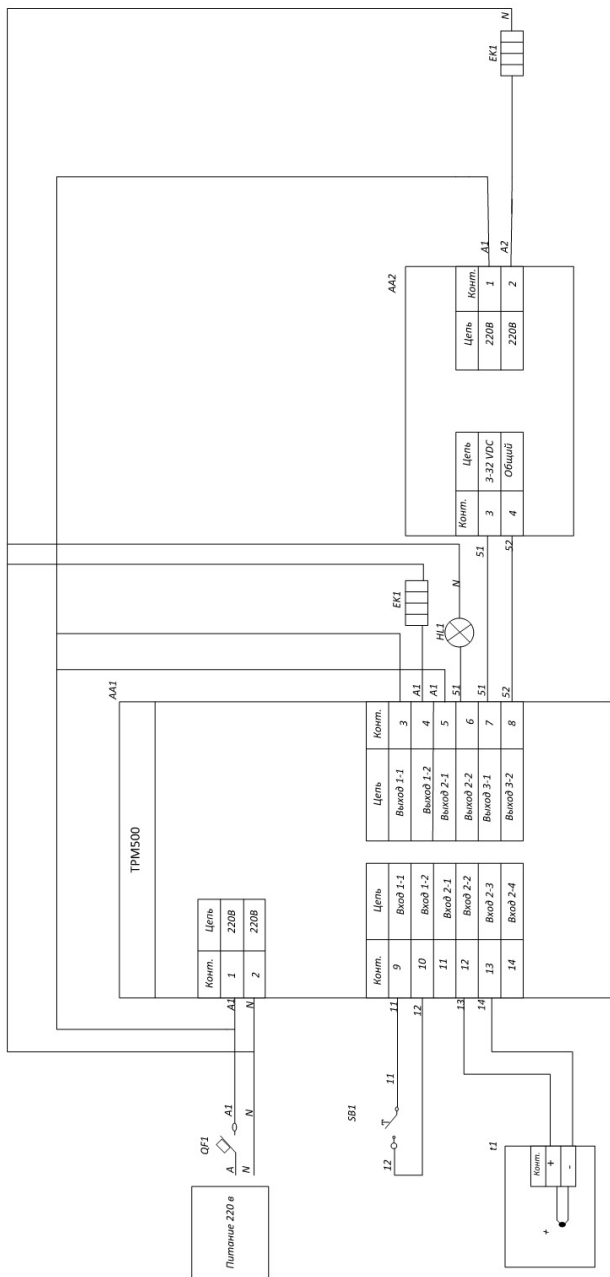 Питание 220 в
A
N
QF1
A1
N
A1
N
Конт. Цепь
1 220В
2 220В
ТРМ500
AA1
SB1
11
12
11
12
13
14
Конт. Цепь
9 Вход 1-1
10 Вход 1-2
11 Вход 2-1
12 Вход 2-2
13 Вход 2-3
14 Вход 2-4
Цепь Конт.
Выход 1-1 3
Выход 1-2 4
Выход 2-1 5
Выход 2-2 6
Выход 3-1 7
Выход 3-2 8
A1
A1
51
51
52
EK1
HL1
N
51
52
AA2
Конт. Цепь
3 3-32 VDC
4 Общий
Цепь Конт.
220В 1
220В 2
A1
A2
EK1
N
t1
Конт.
+
-
+